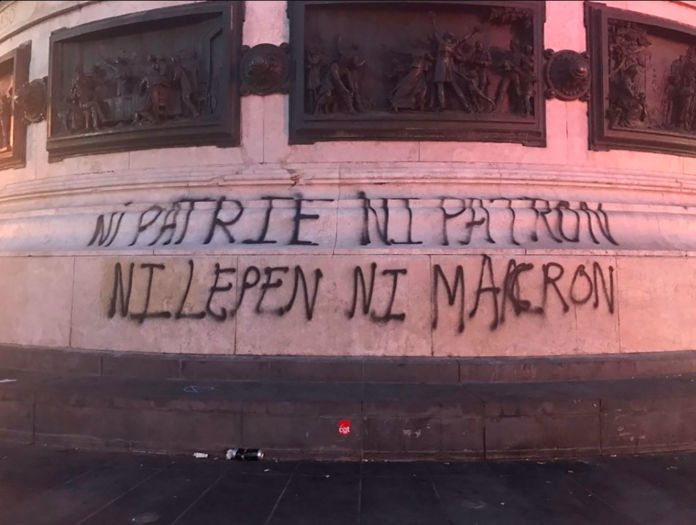 NI PATRIE NI PATRON
NI LEPEN NI MACRON
cgt